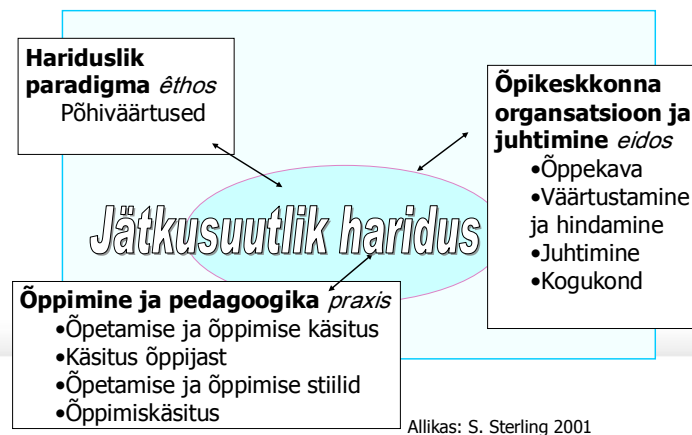 Hariduslik
paradigma êthos
Põhiväärtused
Õpikeskkonna
organsatsioon ja
juhtimine eidos
•Õppekava
•Väärtustamine
ja hindamine
•Juhtimine
•Kogukond
Jätkusuutlik haridus
Õppimine ja pedagoogika praxis
•Õpetamise ja õppimise käsitus
•Käsitus õppijast
•Õpetamise ja õppimise stiilid
•Õppimiskäsitus
Allikas: S. Sterling 2001